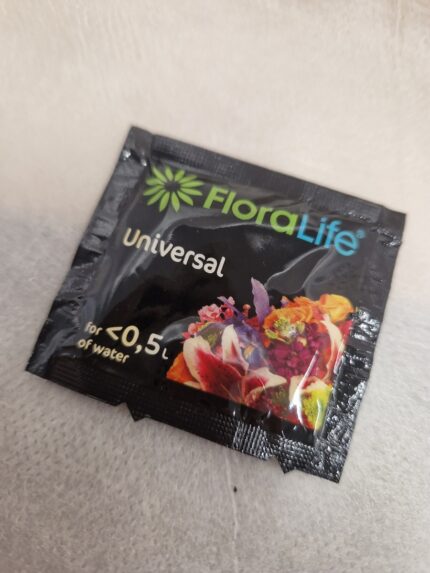 FloraLife®
Universal
for <0,5 L
of water